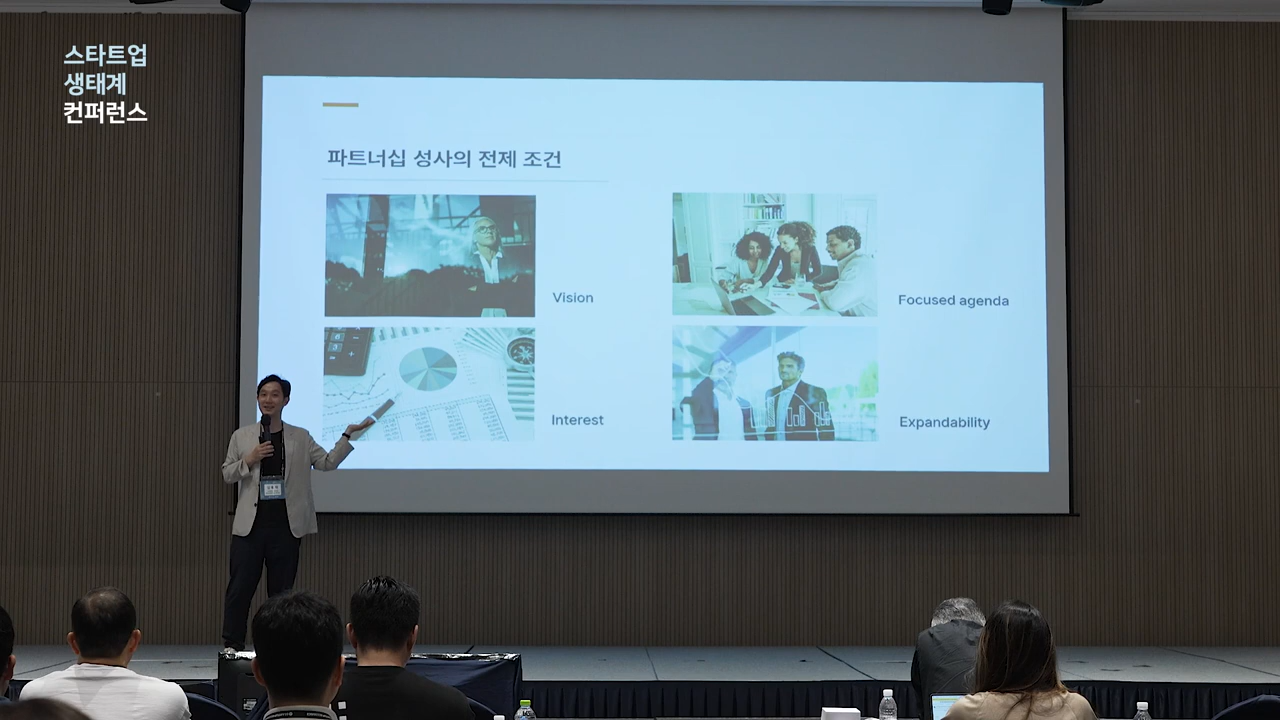 스타트업
생태계
컨퍼런스
파트너십 성사의 전제 조건
Vision
Focused agenda
Interest
Expandability